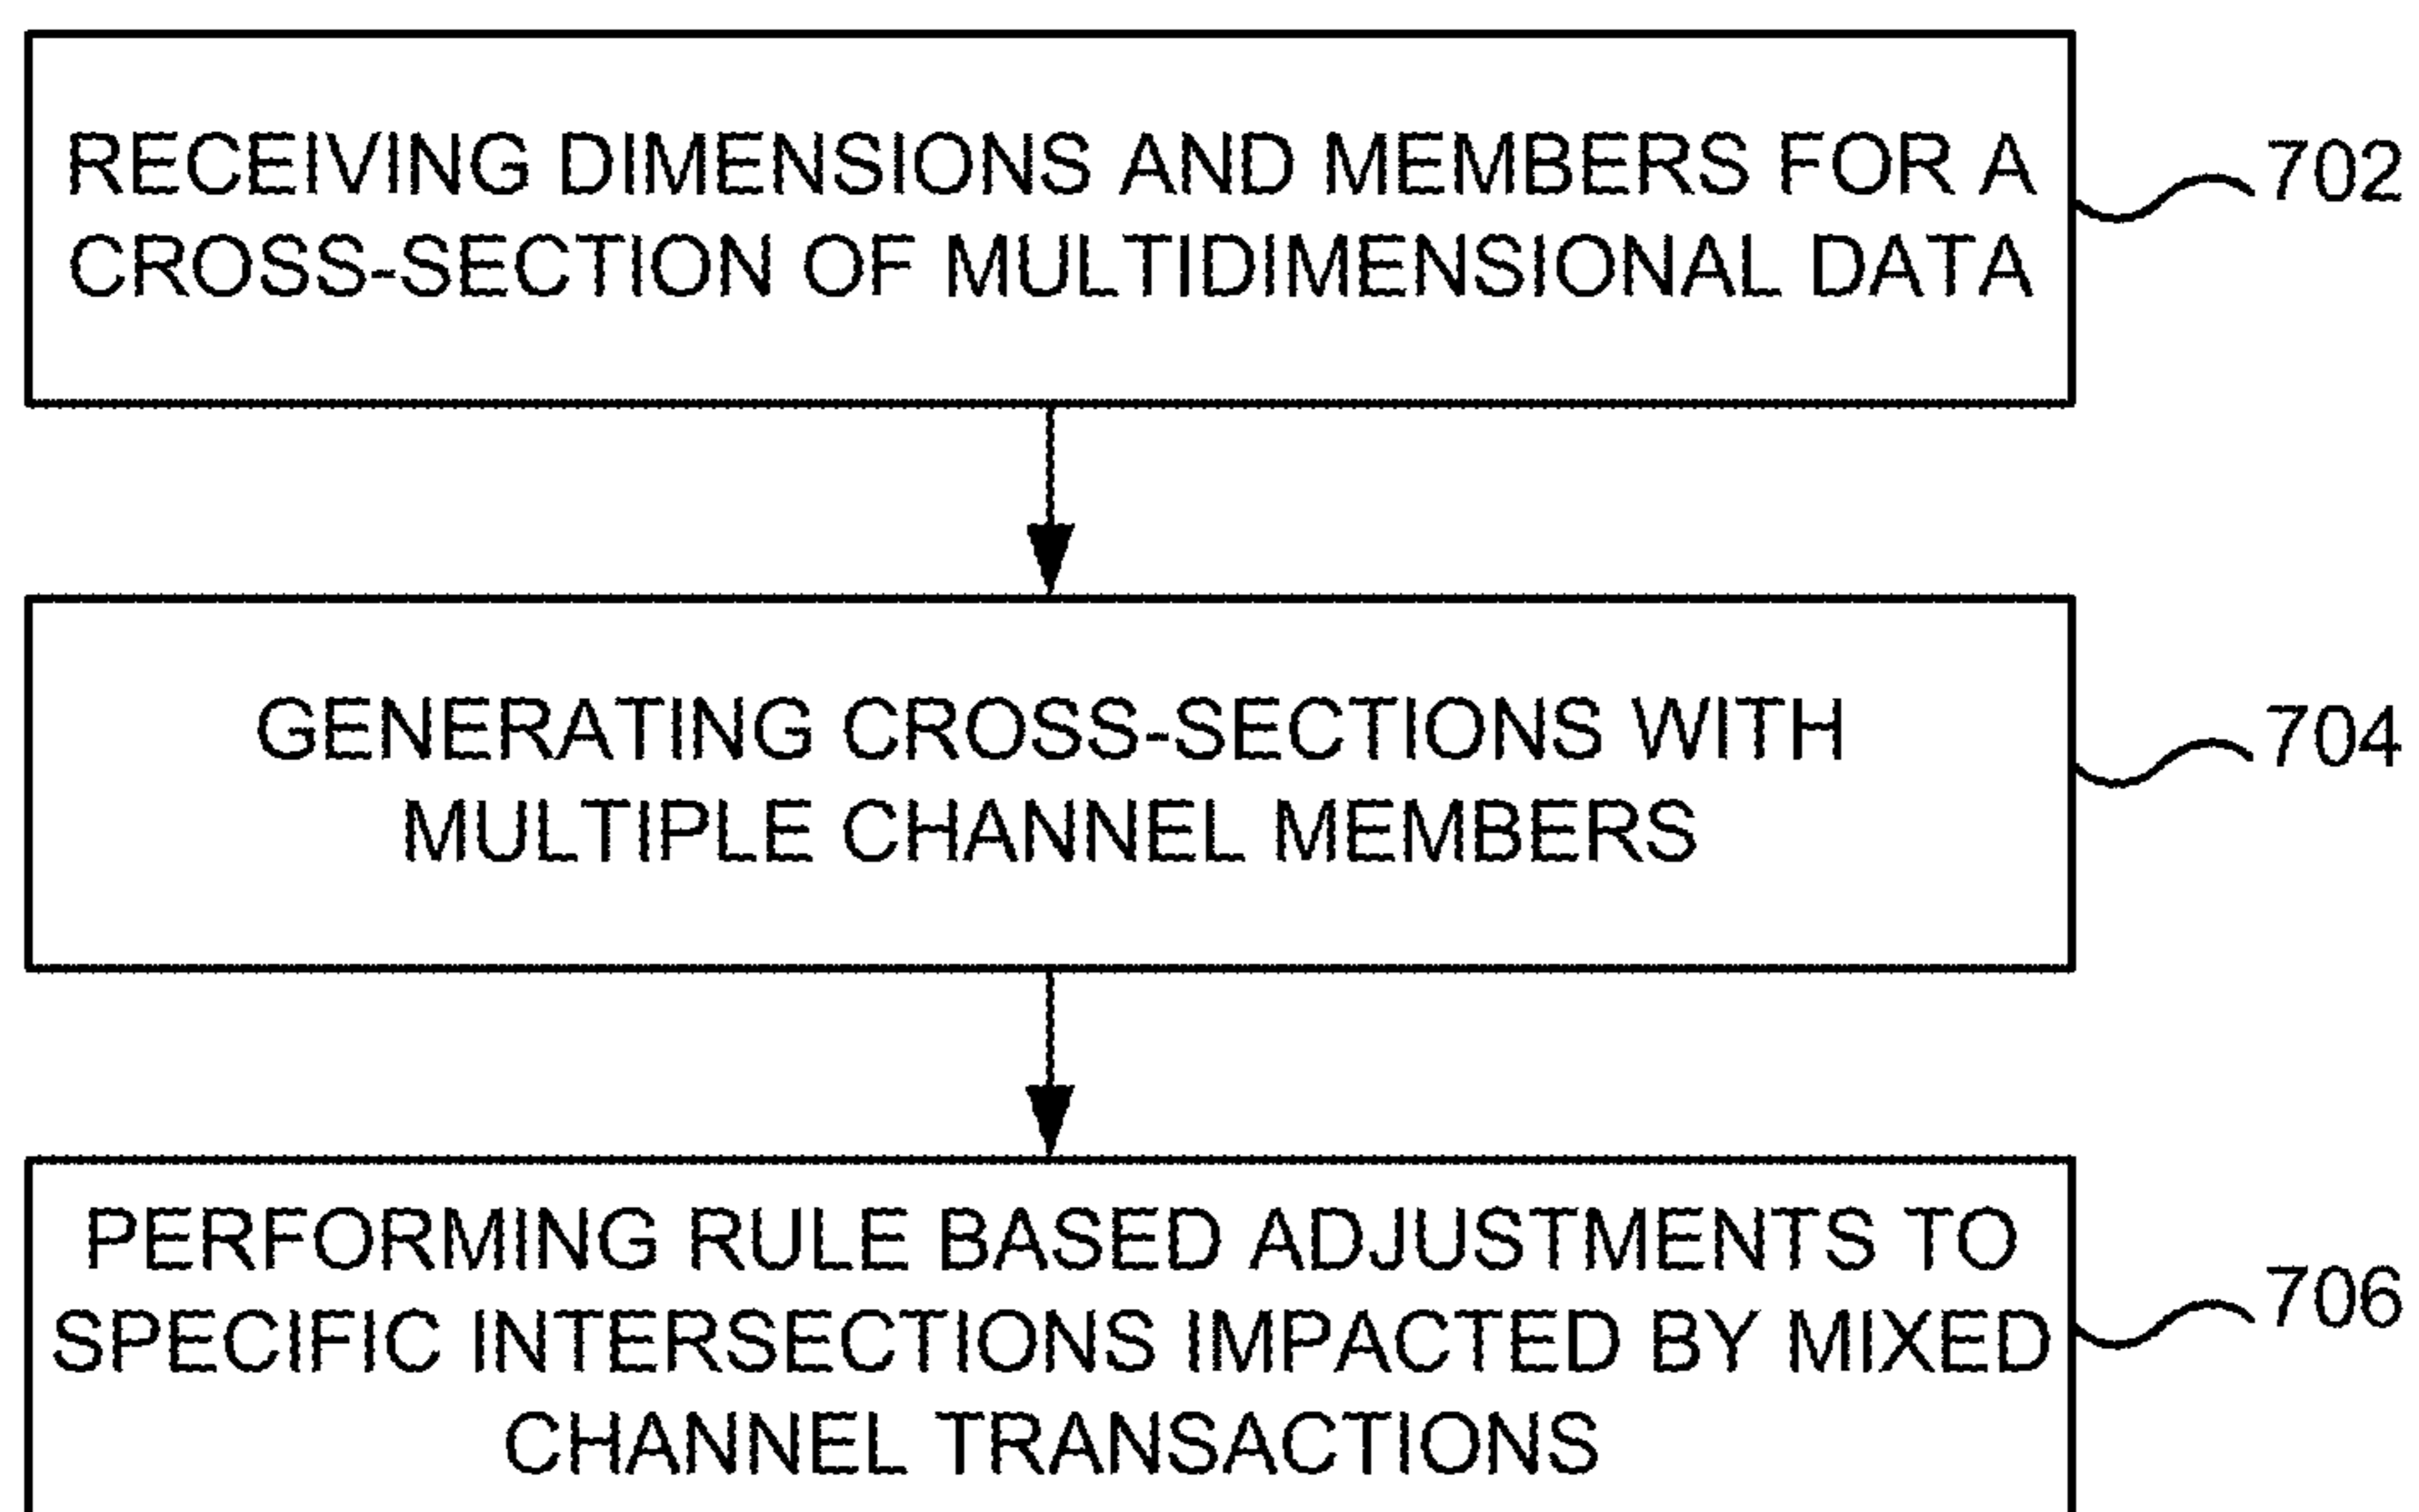 RECEIVING DIMENSIONS AND MEMBERS FOR A
CROSS-SECTION OF MULTIDIMENSIONAL DATA
702
GENERATING CROSS-SECTIONS WITH
MULTIPLE CHANNEL MEMBERS
704
PERFORMING RULE BASED ADJUSTMENTS TO
SPECIFIC INTERSECTIONS IMPACTED BY MIXED
CHANNEL TRANSACTIONS
706